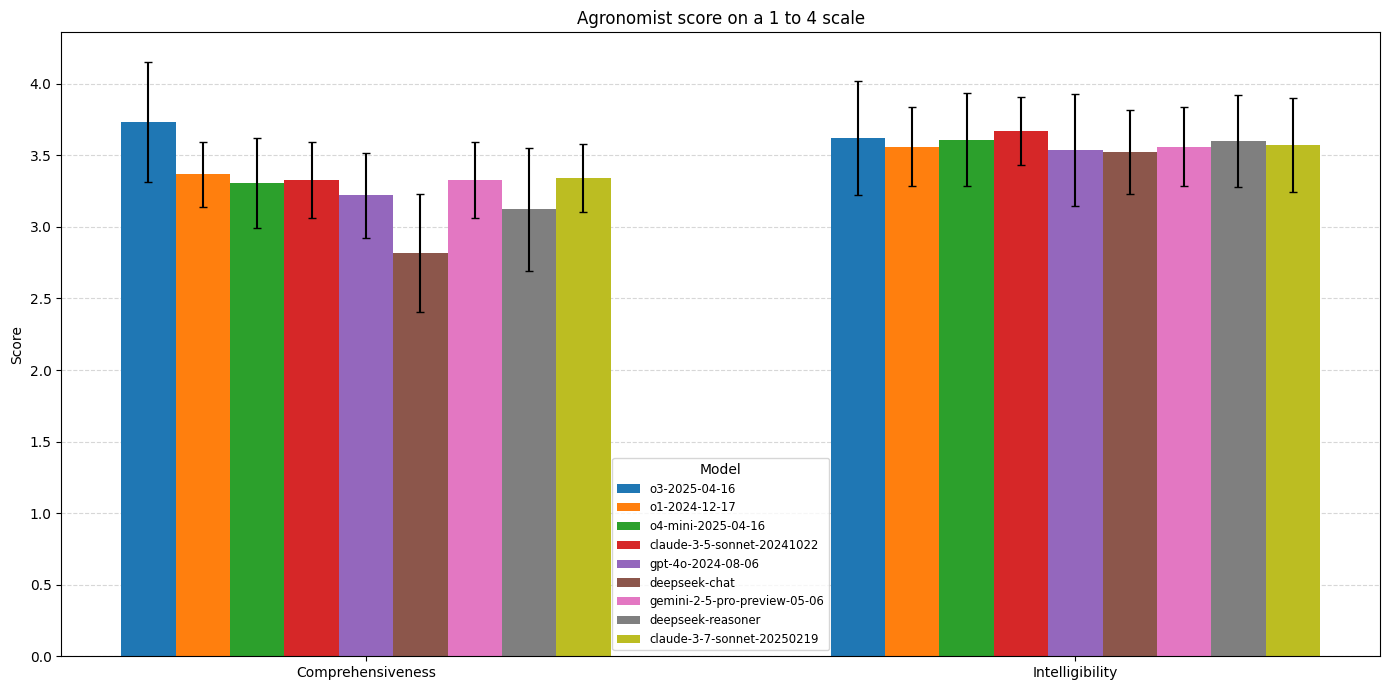 Agronomist score on a 1 to 4 scale
Score
4.0
3.5
3.0
2.5
2.0
1.5
1.0
0.5
0.0
Model
o3-2025-04-16
o1-2024-12-17
o4-mini-2025-04-16
claude-3-5-sonnet-20241022
gpt-4o-2024-08-06
deepseek-chat
gemini-2-5-pro-preview-05-06
deepseek-reasoner
claude-3-7-sonnet-20250219
Comprehensiveness
Intelligibility